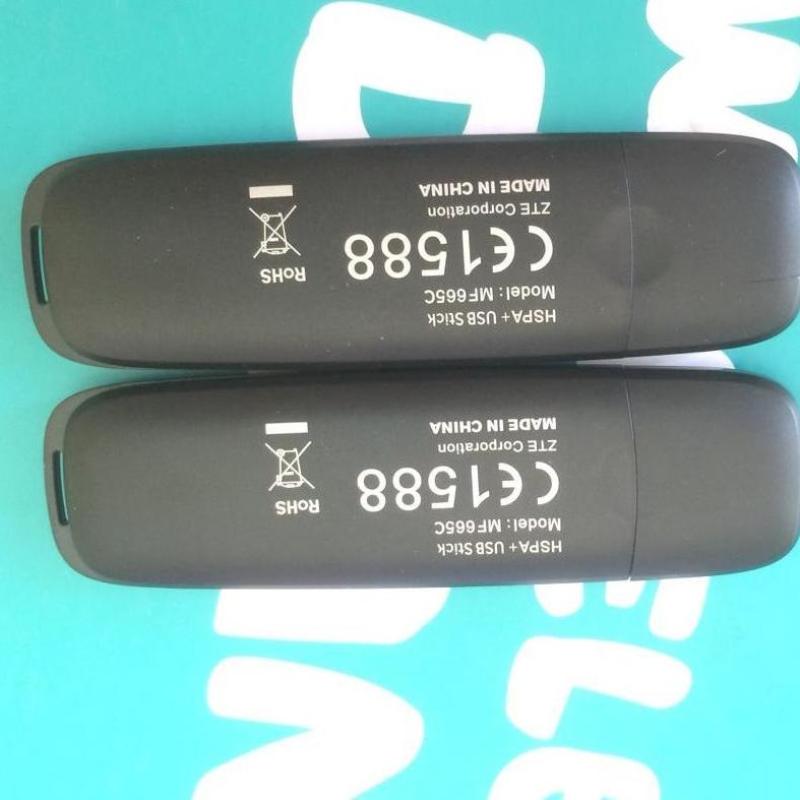 HSPA+ USB Stick
Model: MF665C
CE1588
ZTE Corporation
MADE IN CHINA
RoHS
HSPA+ USB Stick
Model: MF665C
CE1588
ZTE Corporation
MADE IN CHINA
RoHS